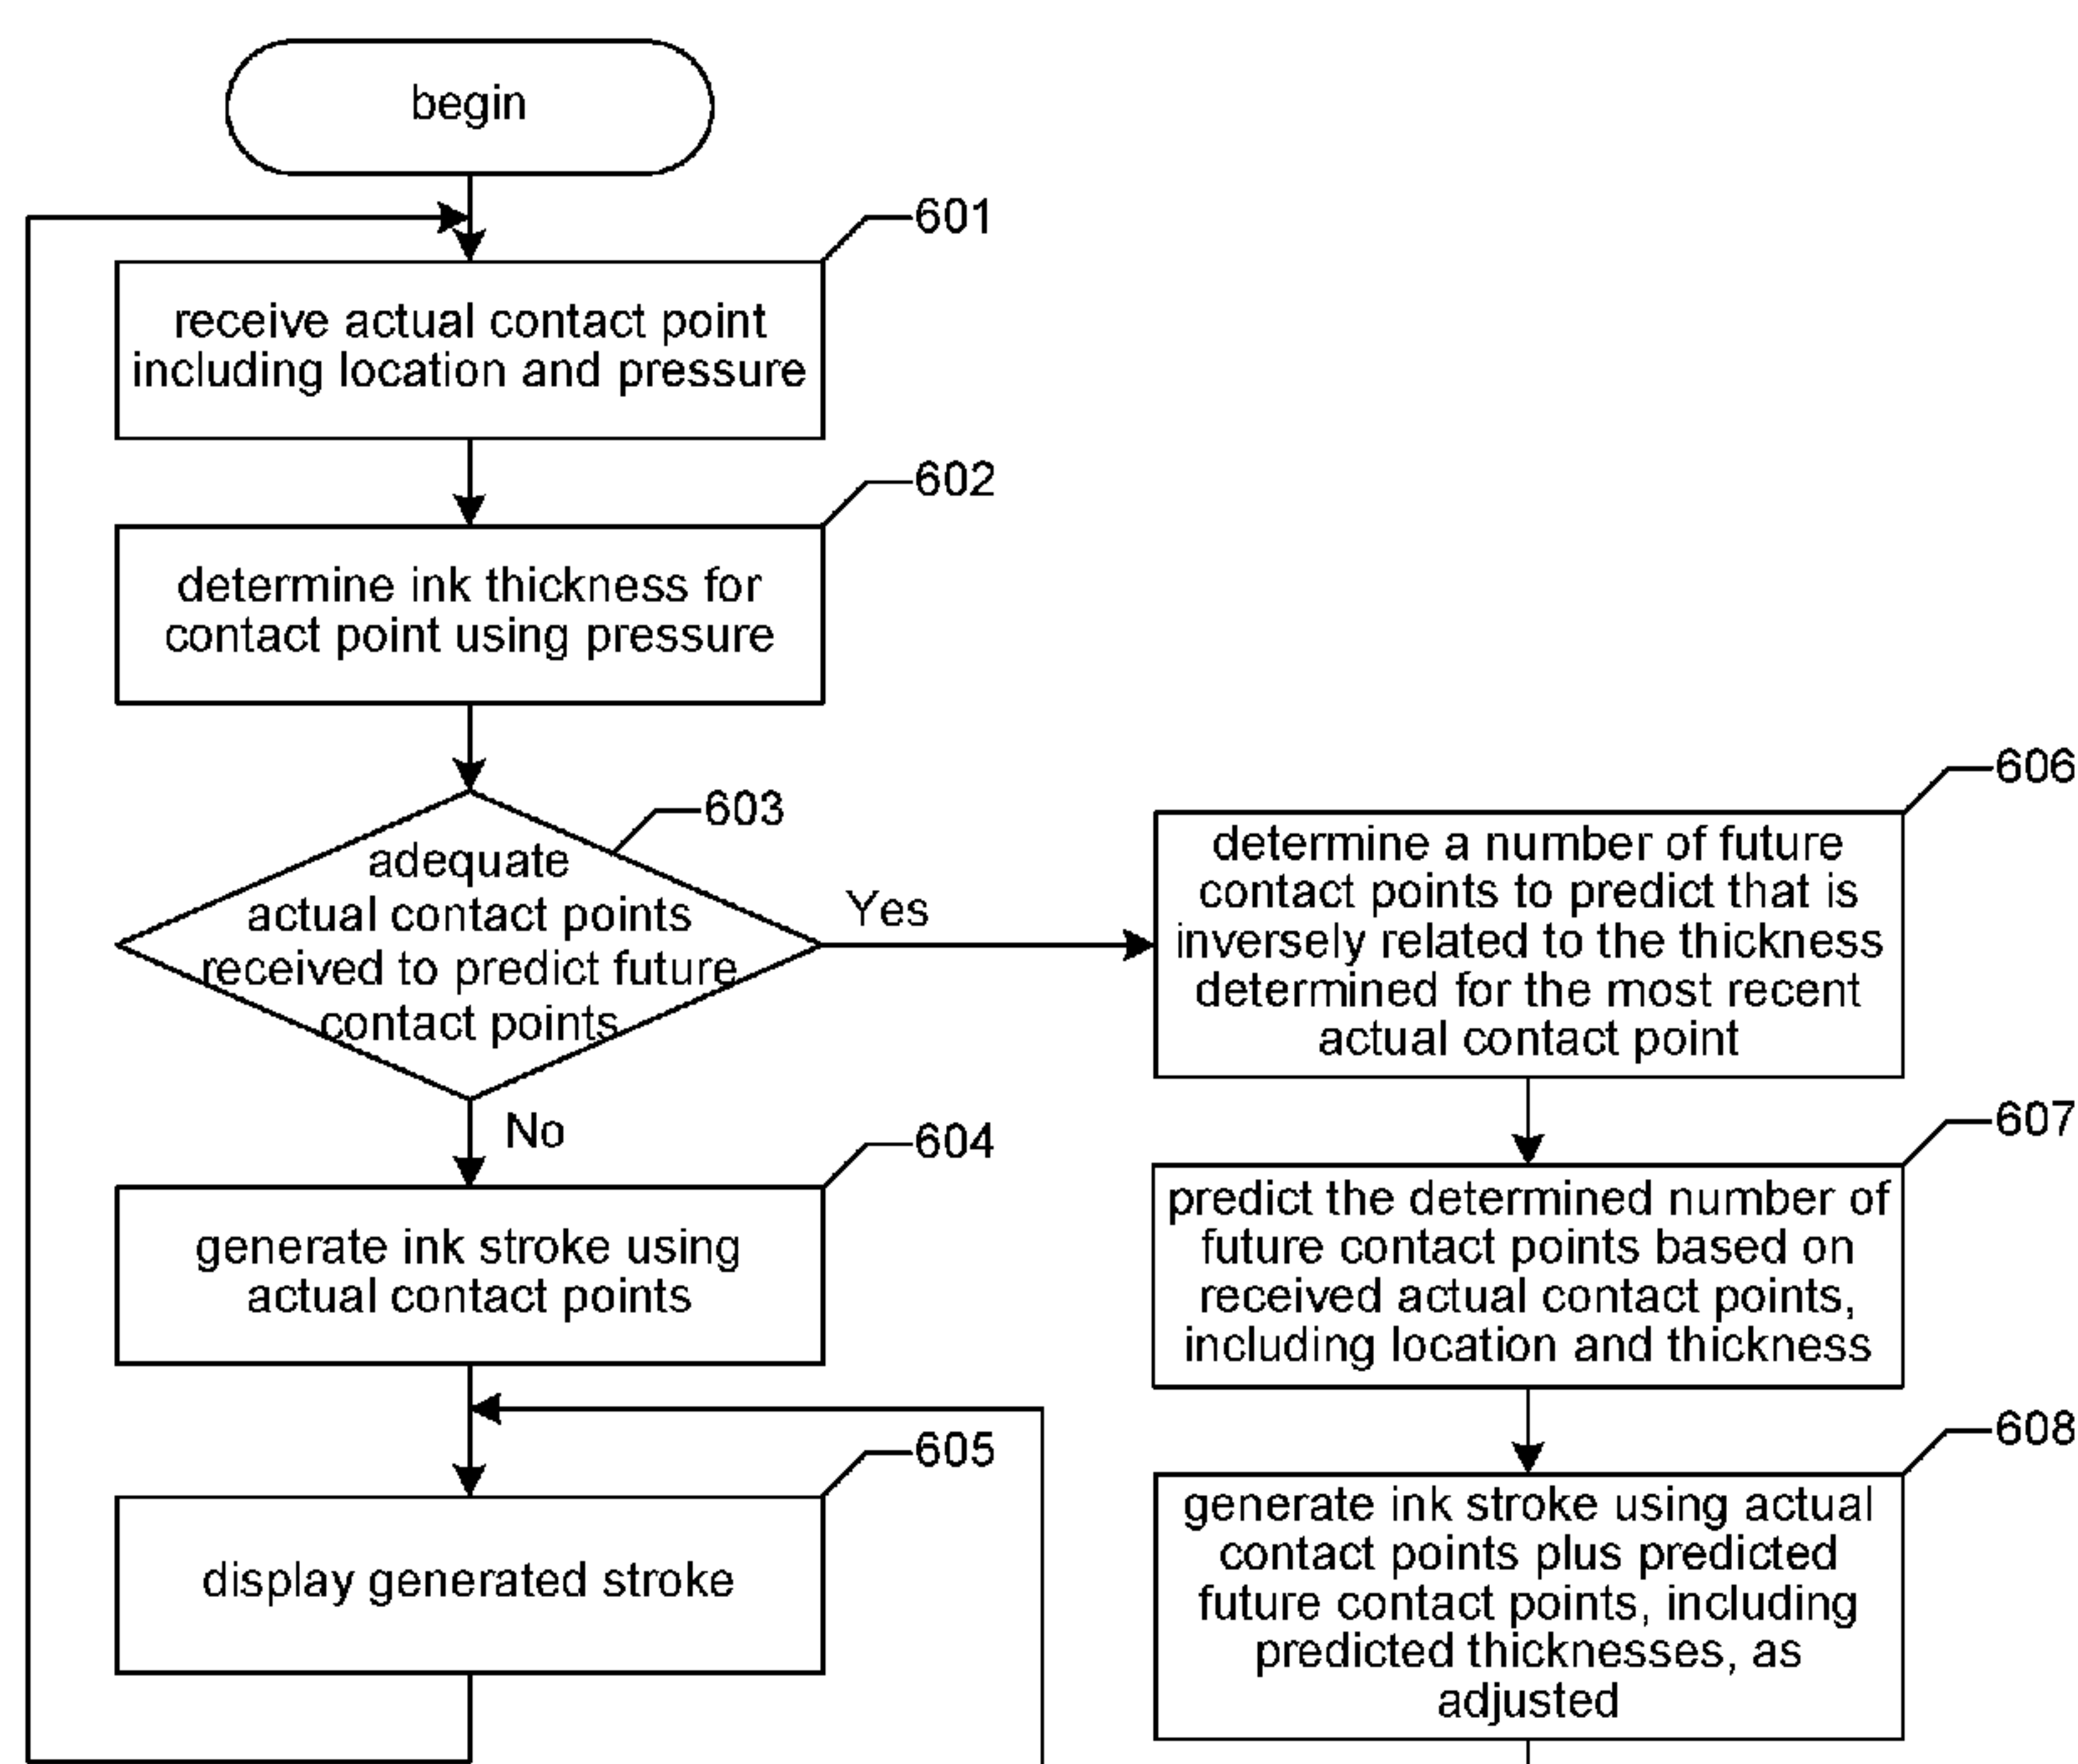 begin
601
receive actual contact point
including location and pressure
602
determine ink thickness for
contact point using pressure
603
adequate
actual contact points
received to predict future
contact points
Yes
No
604
generate ink stroke using
actual contact points
605
display generated stroke
606
determine a number of future
contact points to predict that is
inversely related to the thickness
determined for the most recent
actual contact point
607
predict the determined number of
future contact points based on
received actual contact points,
including location and thickness
608
generate ink stroke using actual
contact points plus predicted
future contact points, including
predicted thicknesses, as
adjusted